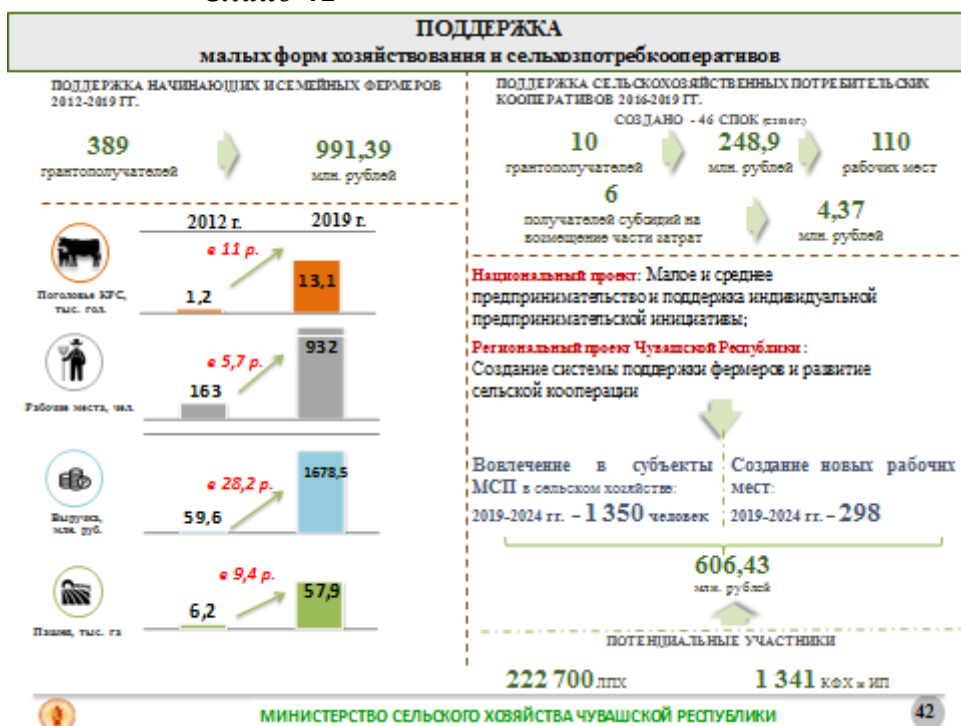 ПОДДЕРЖКА
малых форм хозяйствования и сельхозпотребкооперативов
ПОДДЕРЖКА НАЧИНАЮЩИХ И СЕМЕЙНЫХ ФЕРМЕРОВ
2012-2019 ГГ.
389
грантополучателей
991,39
млн. рублей
2012 г.
2019 г.
в 11 р.
1,2
13,1
Поголовье КРС,
тыс. гол.
в 5,7 р.
163
932
Рабочие места, чел.
в 28,2 р.
59,6
1678,5
Выручка,
млн. руб.
в 9,4 р.
6,2
57,9
Пашня, тыс. га
ПОДДЕРЖКА СЕЛЬСКОХОЗЯЙСТВЕННЫХ ПОТРЕБИТЕЛЬСКИХ
КООПЕРАТИВОВ 2016-2019 ГГ.
СОЗДАНО - 46 СПОК
10
грантополучателей
248,9
млн. рублей
110
рабочих мест
6
получателей субсидий на
возмещение части затрат
4,37
млн. рублей
Национальный проект: Малое и среднее
предпринимательство и поддержка индивидуальной
предпринимательской инициативы;
Региональный проект Чувашской Республики:
Создание системы поддержки фермеров и развитие
сельской кооперации
Вовлечение в субъекты
МСП в сельском хозяйстве:
2019-2024 гг. – 1 350 человек
Создание новых рабочих
мест:
2019-2024 гг. – 298
606,43
млн. рублей
ПОТЕНЦИАЛЬНЫЕ УЧАСТНИКИ
222 700 ЛПХ
1 341 КФХ и ИП
МИНИСТЕРСТВО СЕЛЬСКОГО ХОЗЯЙСТВА ЧУВАШСКОЙ РЕСПУБЛИКИ
42